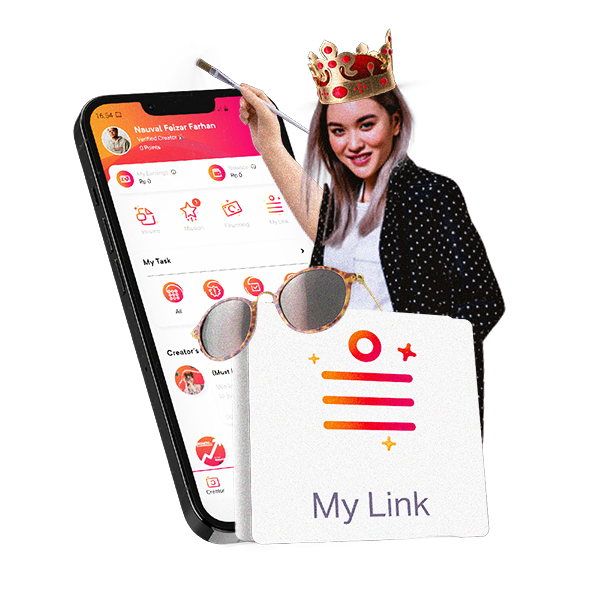 16.54
Nauval Faizar Farhan
Verified Creator
0 Points
My Earnings
Rp 0
Rp 0
Invoice
Mission
My Link
My Task
All
Creator's
(Must
Creator
My Link